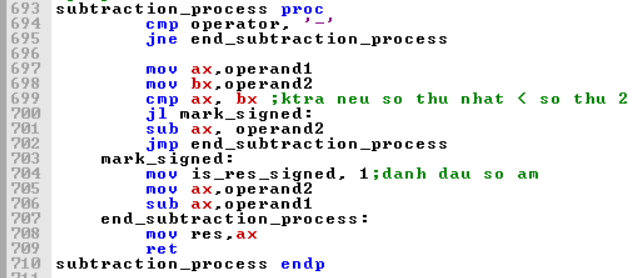 693 subtraction_process proc
694 cmp operator, '-'
695 jne end_subtraction_process
696
697 mov ax,operand1
698 mov bx,operand2
699 cmp ax, bx ;ktra neu so thu nhat < so thu 2
700 jl mark_signed:
701 sub ax, operand2
702 jmp end_subtraction_process
703 mark_signed:
704 mov is_res_signed, 1;danh dau so am
705 mov ax,operand2
706 sub ax,operand1
707 end_subtraction_process:
708 mov res,ax
709 ret
710 subtraction_process endp